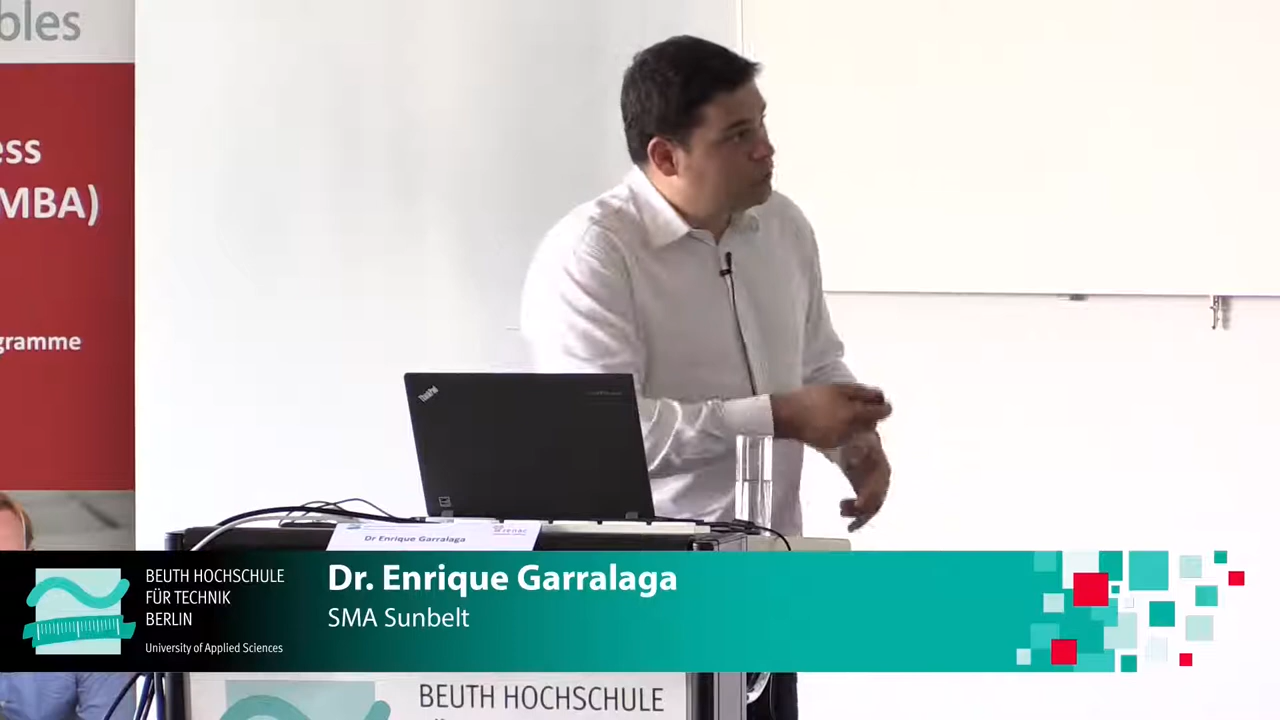 bles
ess
MBA)
gramme
ThinkPad
Dr Enrique Garralaga
BEUTH HOCHSCHULE
FÜR TECHNIK
BERLIN
University of Applied Sciences
Dr. Enrique Garralaga
SMA Sunbelt
BEUTH HOCHSCHULE